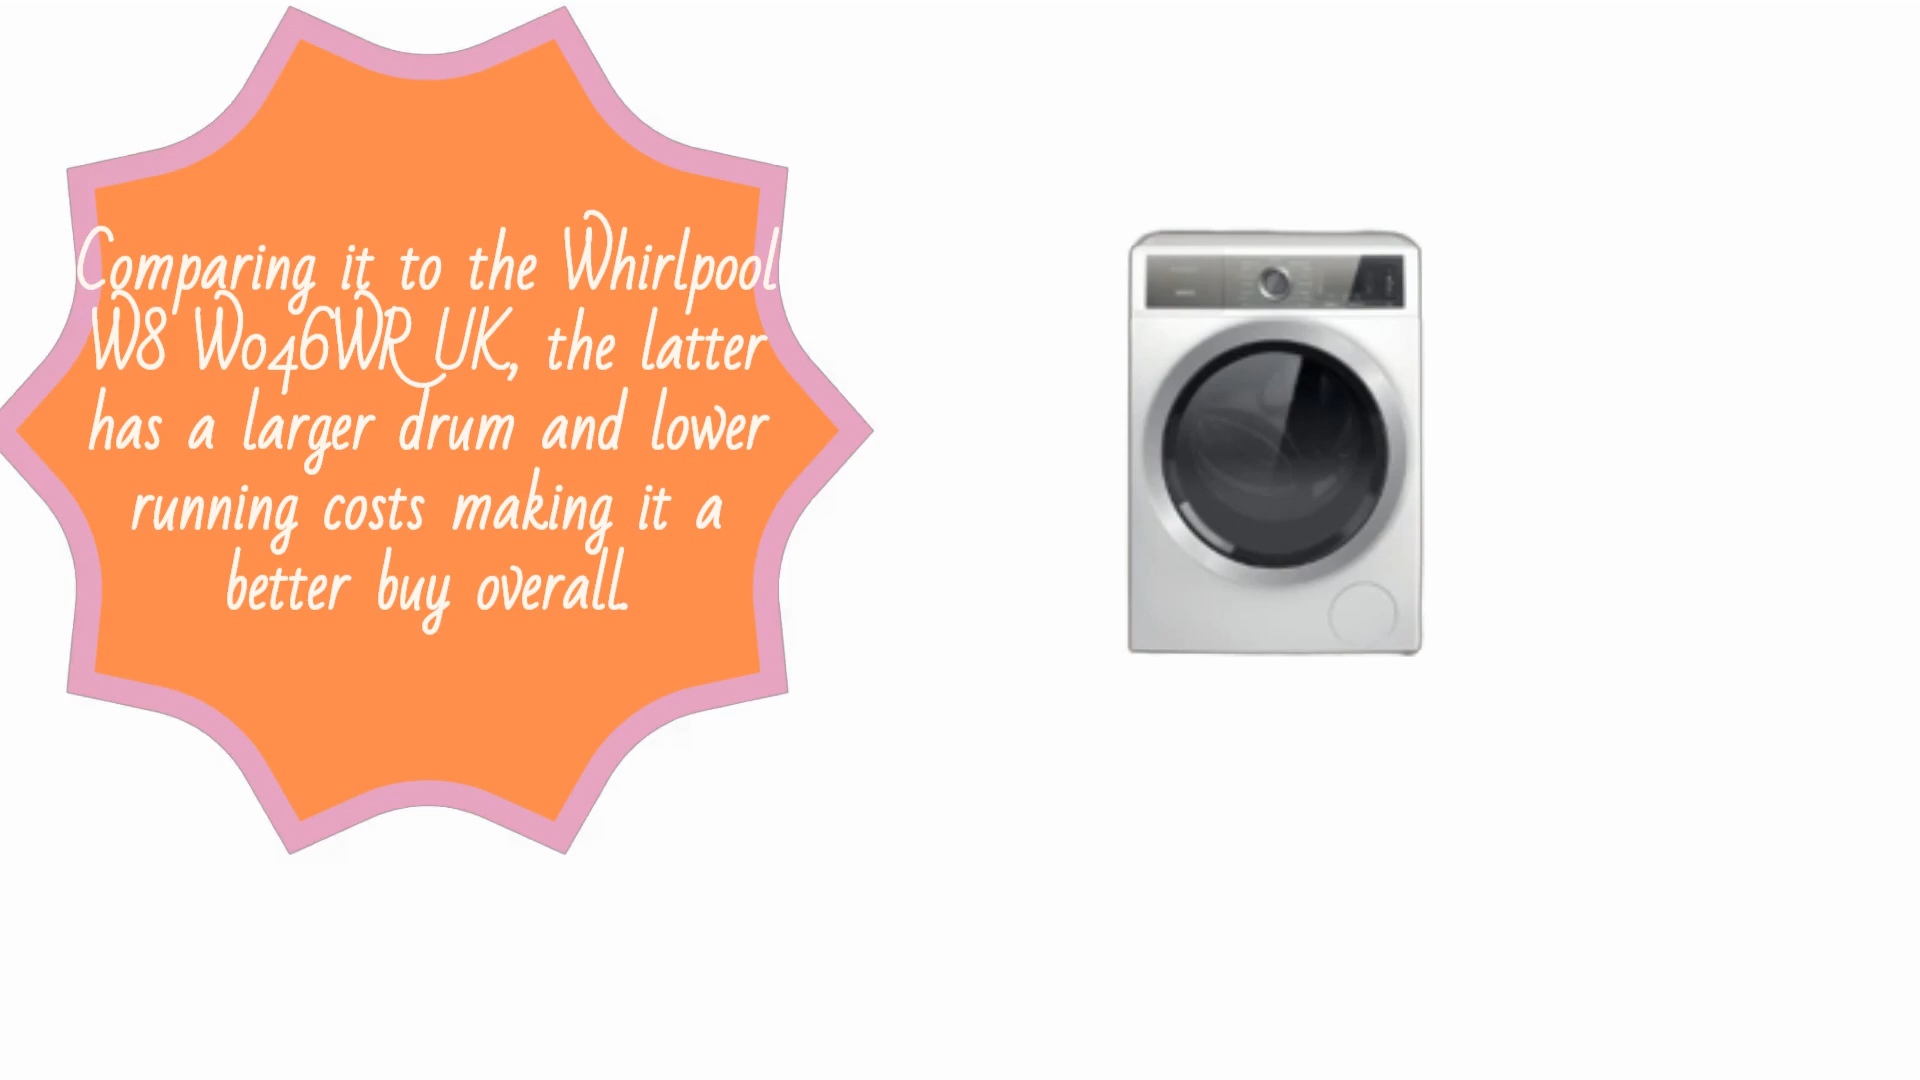 Comparing it to the Whirlpool
W8 W046WR UK, the latter
has a larger drum and lower
running costs making it a
better buy overall.